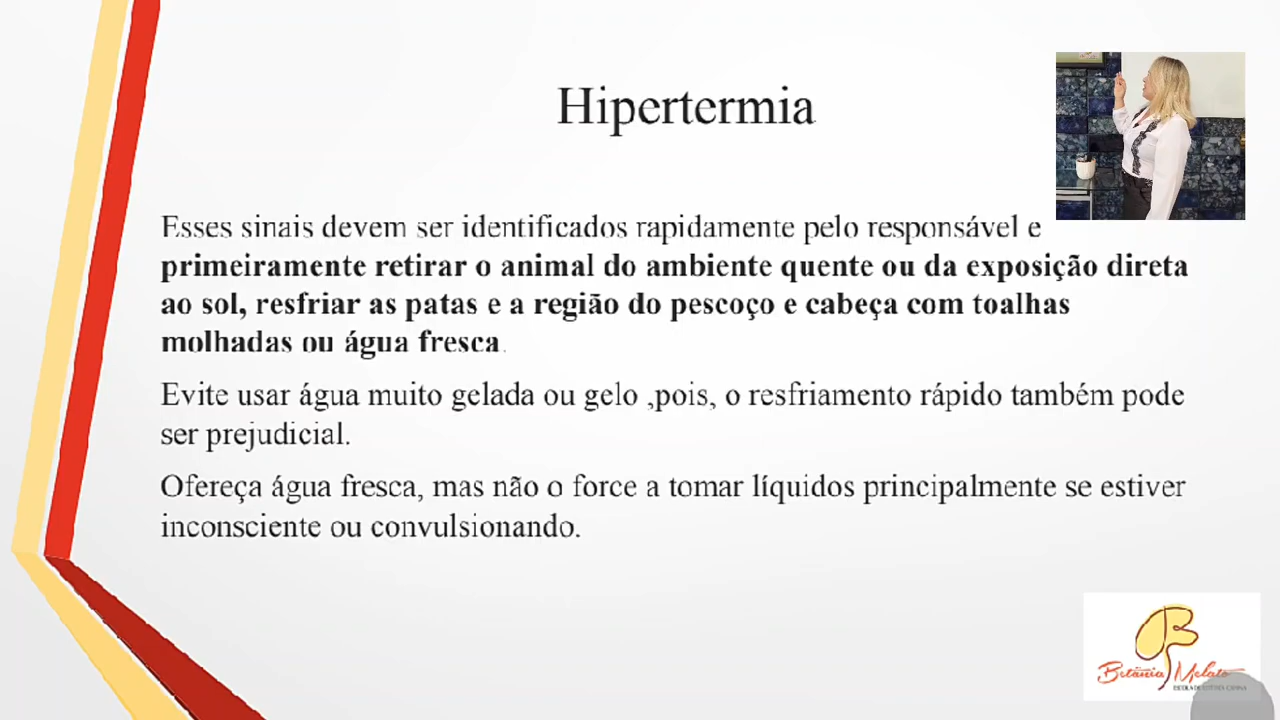 Hipertermia
Esses sinais devem ser identificados rapidamente pelo responsável e
primeiramente retirar o animal do ambiente quente ou da exposição direta
ao sol, resfriar as patas e a região do pescoço e cabeça com toalhas
molhadas ou água fresca.
Evite usar água muito gelada ou gelo ,pois, o resfriamento rápido também pode
ser prejudicial.
Ofereça água fresca, mas não o force a tomar líquidos principalmente se estiver
inconsciente ou convulsionando.
Betânia Melato